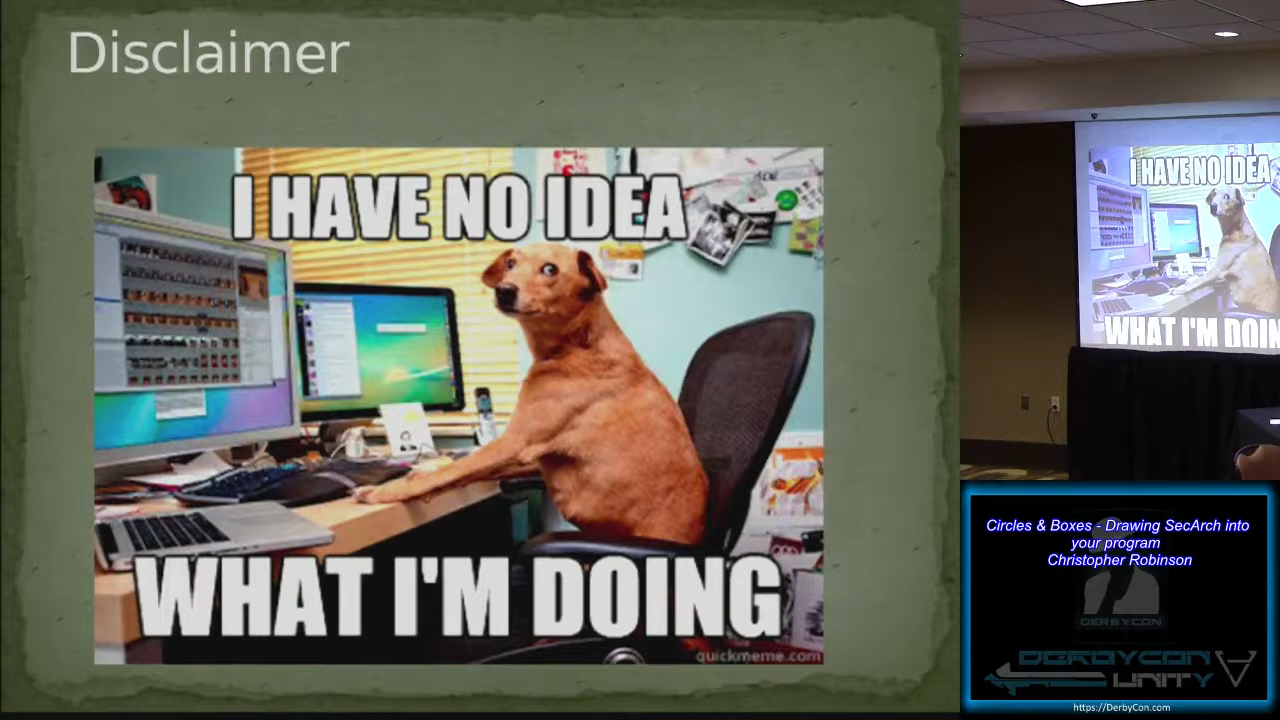 Disclaimer
I HAVE NO IDEA
WHAT I'M DOING
quickmeme.com
I HAVE NO IDEA
WHAT I'M DOIN
Circles & Boxes - Drawing SecArch into
your program
Christopher Robinson
DERBYCON
DERBYCON
UNITY
https://DerbyCon.com